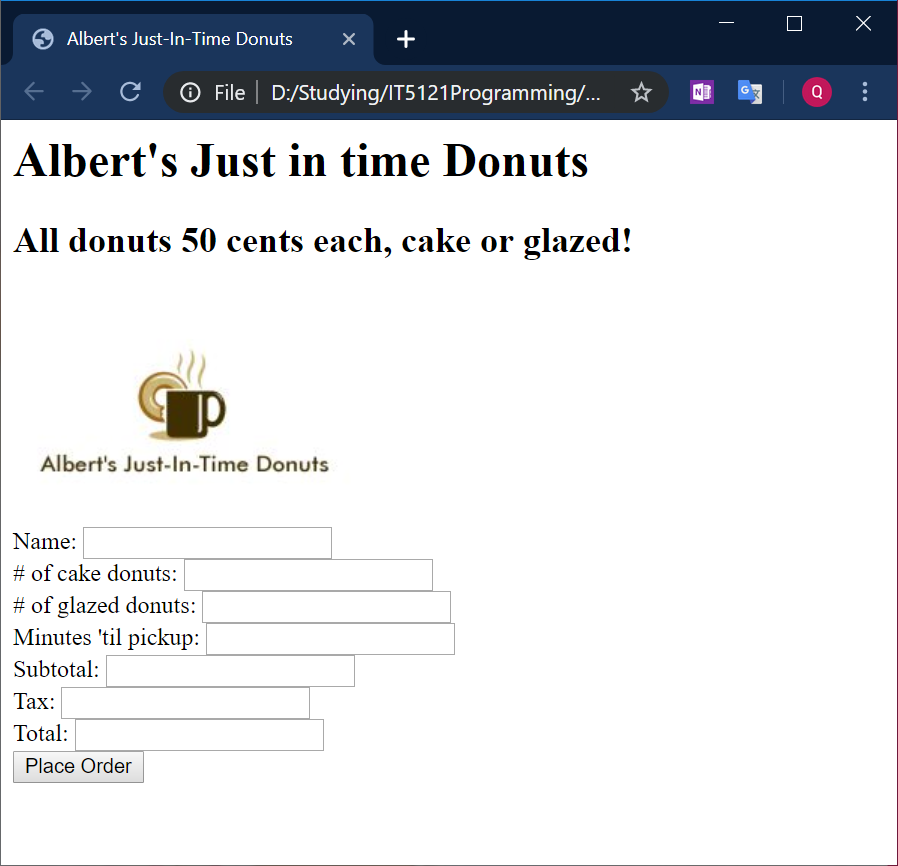 Albert's Just-In-Time Donuts
File D:/Studying/IT5121Programming/...
Q
Albert's Just in time Donuts
All donuts 50 cents each, cake or glazed!
Albert's Just-In-Time Donuts
Name:
# of cake donuts:
# of glazed donuts:
Minutes 'til pickup:
Subtotal:
Tax:
Total:
Place Order